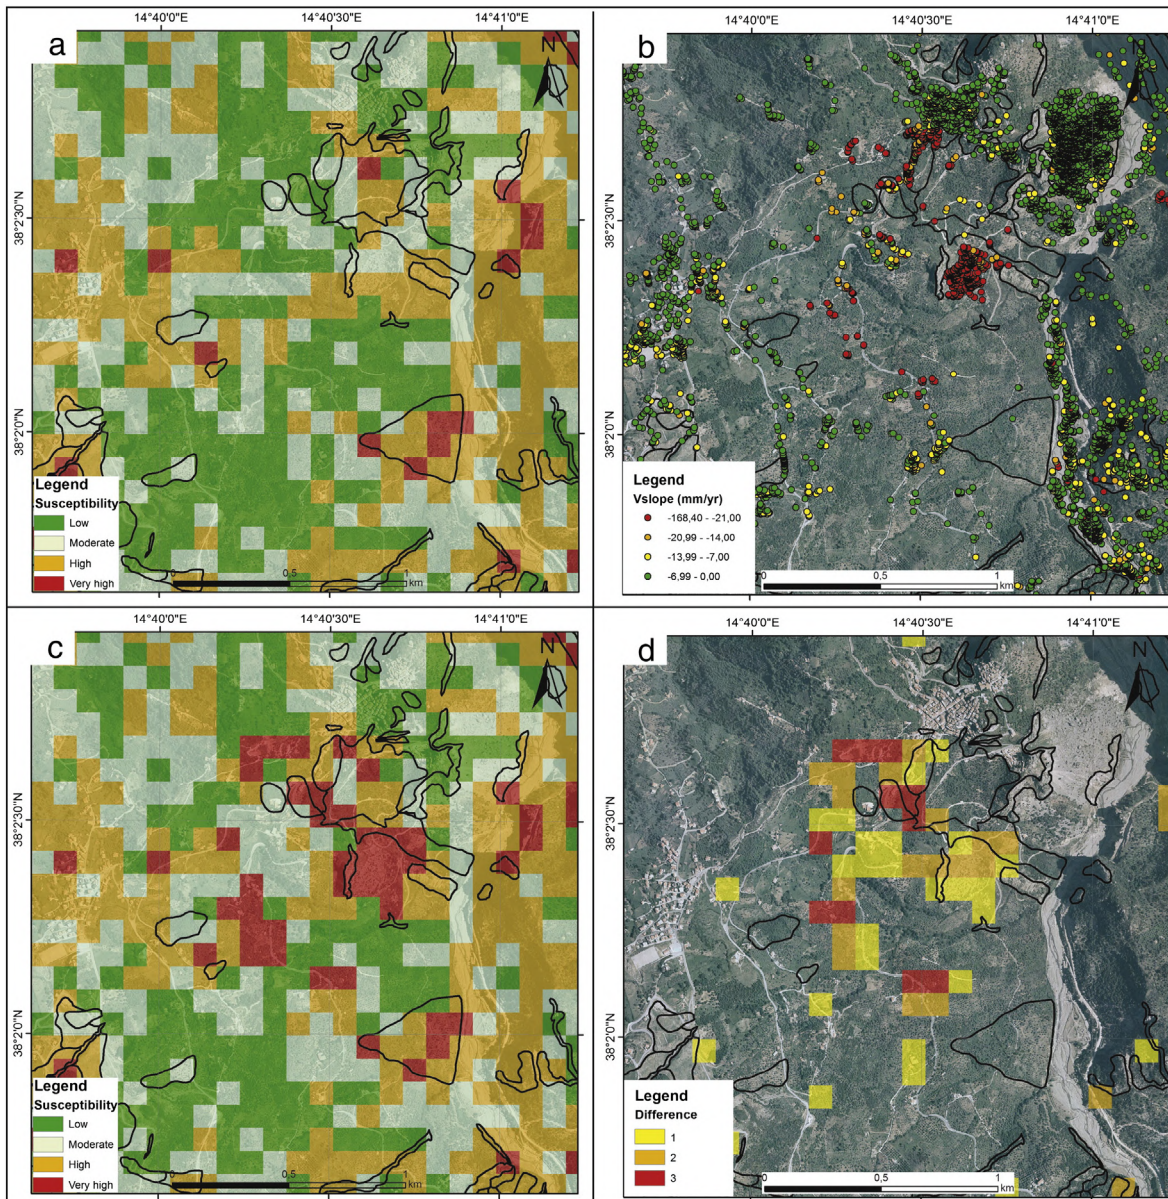 14°40'0"E 14°40'30"E 14°41'0"E
a
N
38°2'30"N
38°2'0"N
Legend
Susceptibility
Low
Moderate
High
Very high
0 0,5 1
km
14°40'0"E 14°40'30"E 14°41'0"E
b
N
38°2'30"N
38°2'0"N
Legend
Vslope (mm/yr)
-168,40 - -21,00
-20,99 - -14,00
-13,99 - -7,00
-6,99 - 0,00
0 0,5 1
km
14°40'0"E 14°40'30"E 14°41'0"E
c
N
38°2'30"N
38°2'0"N
Legend
Susceptibility
Low
Moderate
High
Very high
0 0,5 1
km
14°40'0"E 14°40'30"E 14°41'0"E
d
N
38°2'30"N
38°2'0"N
Legend
Difference
1
2
3
0 0,5 1
km